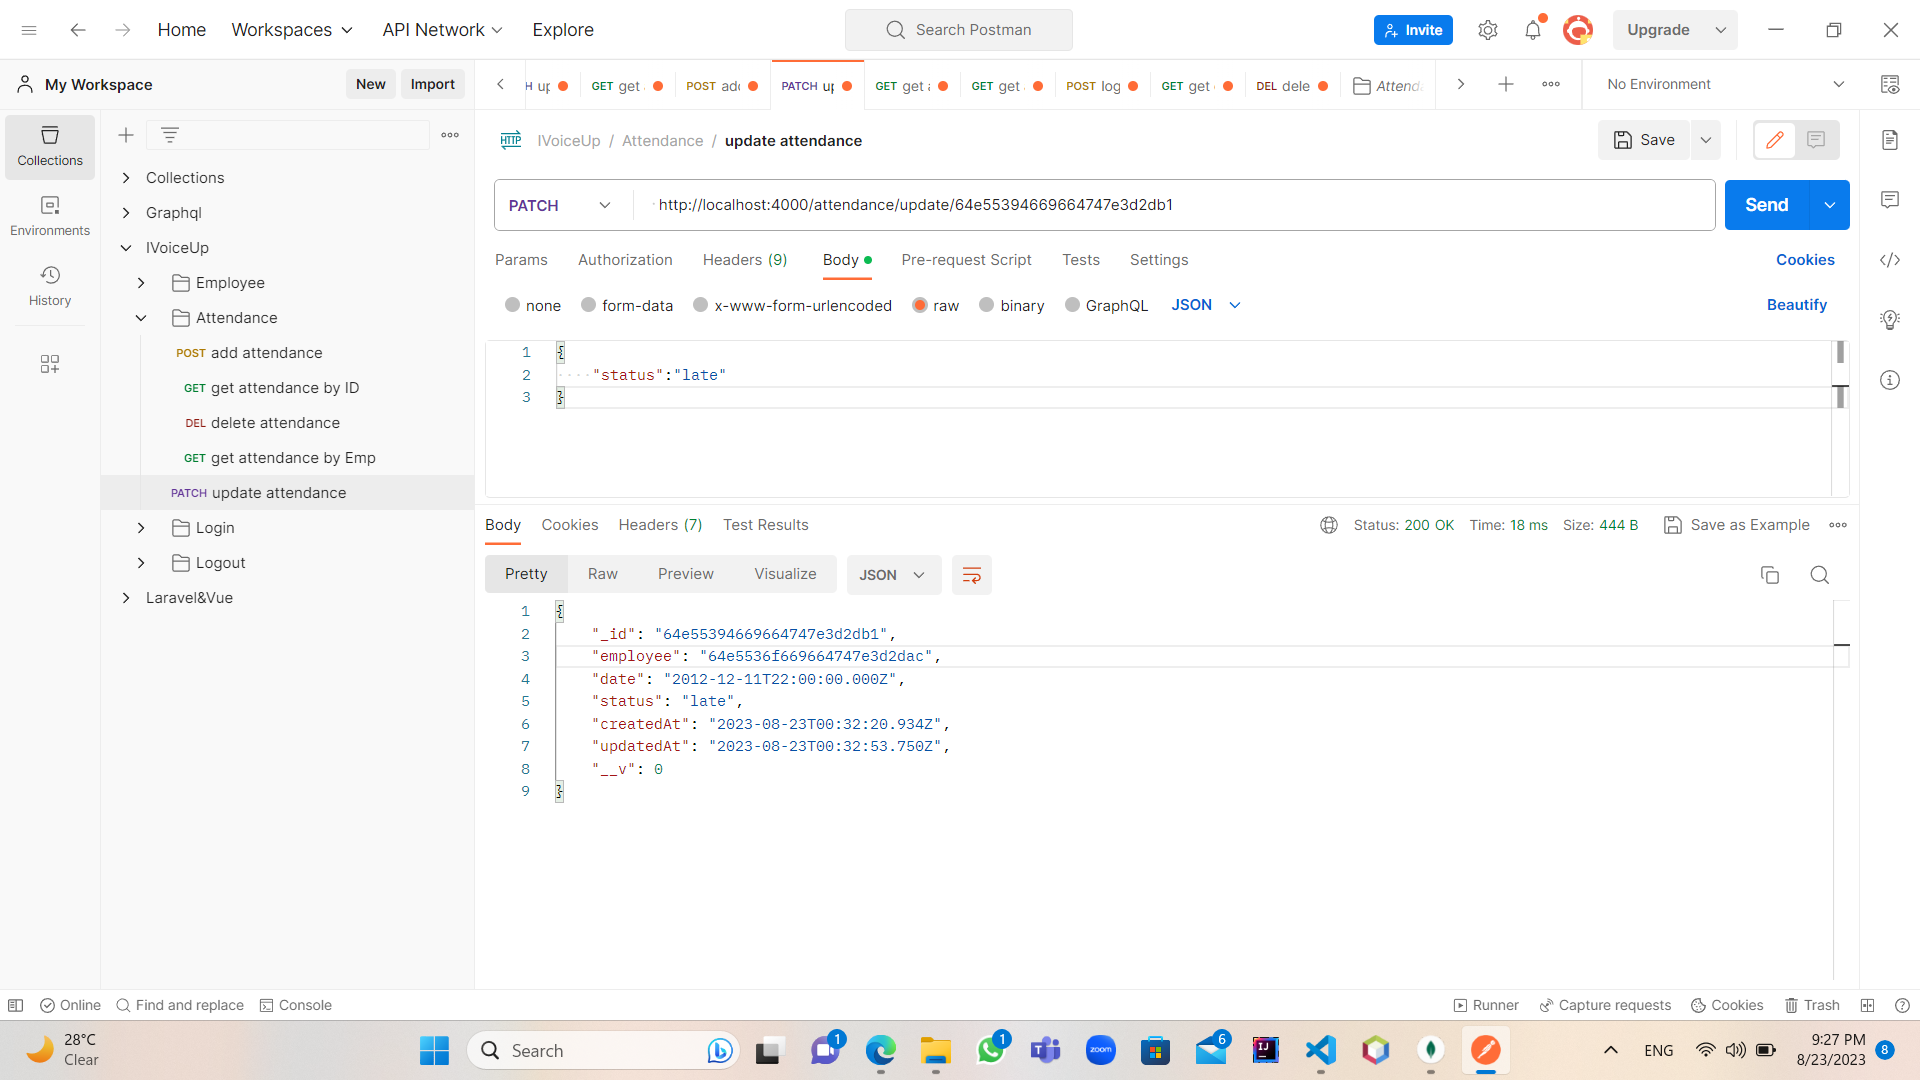 Home Workspaces API Network Explore Search Postman Invite Upgrade
My Workspace New Import H up GET get POST add PATCH up GET get a GET get POST log GET get DEL dele Attend No Environment
Collections
Environments
History
Collections
Graphql
IVoiceUp
Employee
Attendance
POST add attendance
GET get attendance by ID
DEL delete attendance
GET get attendance by Emp
PATCH update attendance
Login
Logout
Laravel&Vue
HTTP IVoiceUp / Attendance / update attendance Save
PATCH http://localhost:4000/attendance/update/64e55394669664747e3d2db1 Send
Params Authorization Headers (9) Body Pre-request Script Tests Settings Cookies
none form-data x-www-form-urlencoded raw binary GraphQL JSON Beautify
1 {
2 ····"status":"late"
3 }
Body Cookies Headers (7) Test Results Status: 200 OK Time: 18 ms Size: 444 B Save as Example
Pretty Raw Preview Visualize JSON
1 {
2 "_id": "64e55394669664747e3d2db1",
3 "employee": "64e5536f669664747e3d2dac",
4 "date": "2012-12-11T22:00:00.000Z",
5 "status": "late",
6 "createdAt": "2023-08-23T00:32:20.934Z",
7 "updatedAt": "2023-08-23T00:32:53.750Z",
8 "__v": 0
9 }
Online Find and replace Console Runner Capture requests Cookies Trash
28°C
Clear
Search
1
1
zoom
6
IJ
ENG
9:27 PM
8/23/2023
8